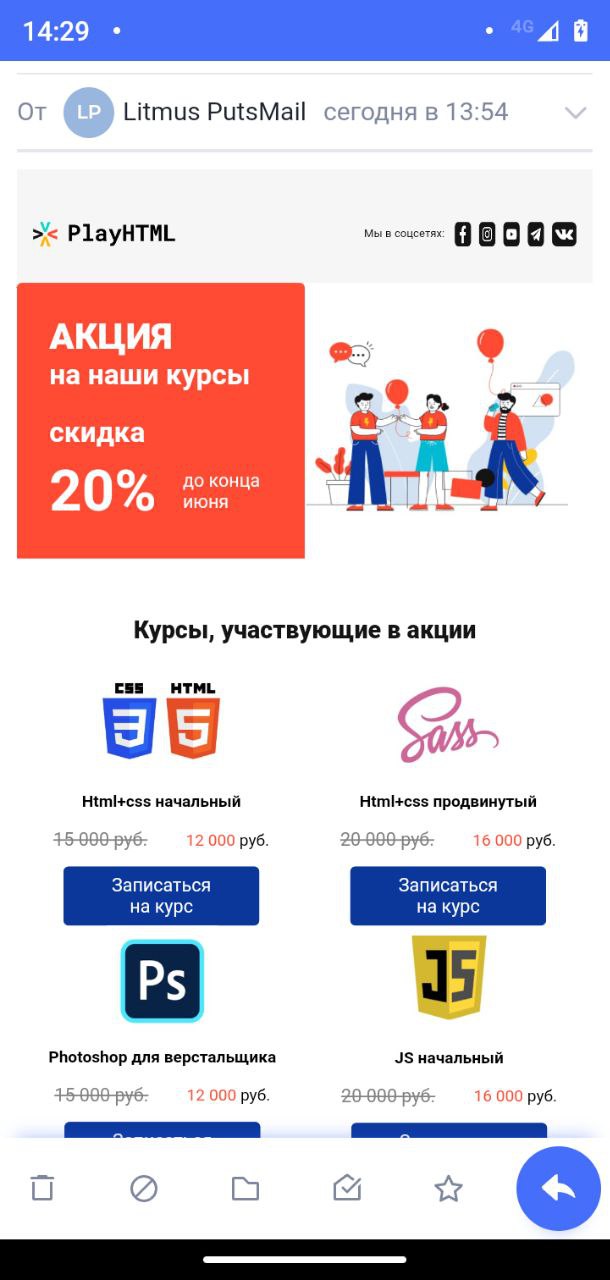 14:29
4G
От LP Litmus PutsMail сегодня в 13:54
PlayHTML
Мы в соцсетях:
АКЦИЯ
на наши курсы
скидка
20% до конца
июня
Курсы, участвующие в акции
CSS HTML
3 5
Sass
Html+css начальный
15 000 руб. 12 000 руб.
Записаться
на курс
Html+css продвинутый
20 000 руб. 16 000 руб.
Записаться
на курс
Ps
JS
Photoshop для верстальщика
15 000 руб. 12 000 руб.
JS начальный
20 000 руб. 16 000 руб.